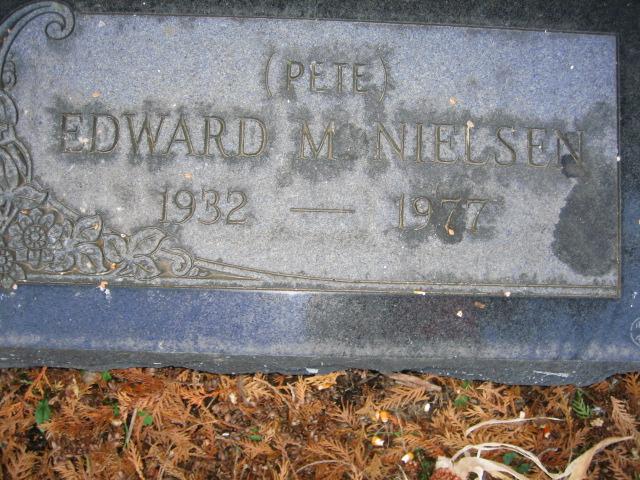 (PETE)
EDWARD M. NIELSEN
1932 — 1977